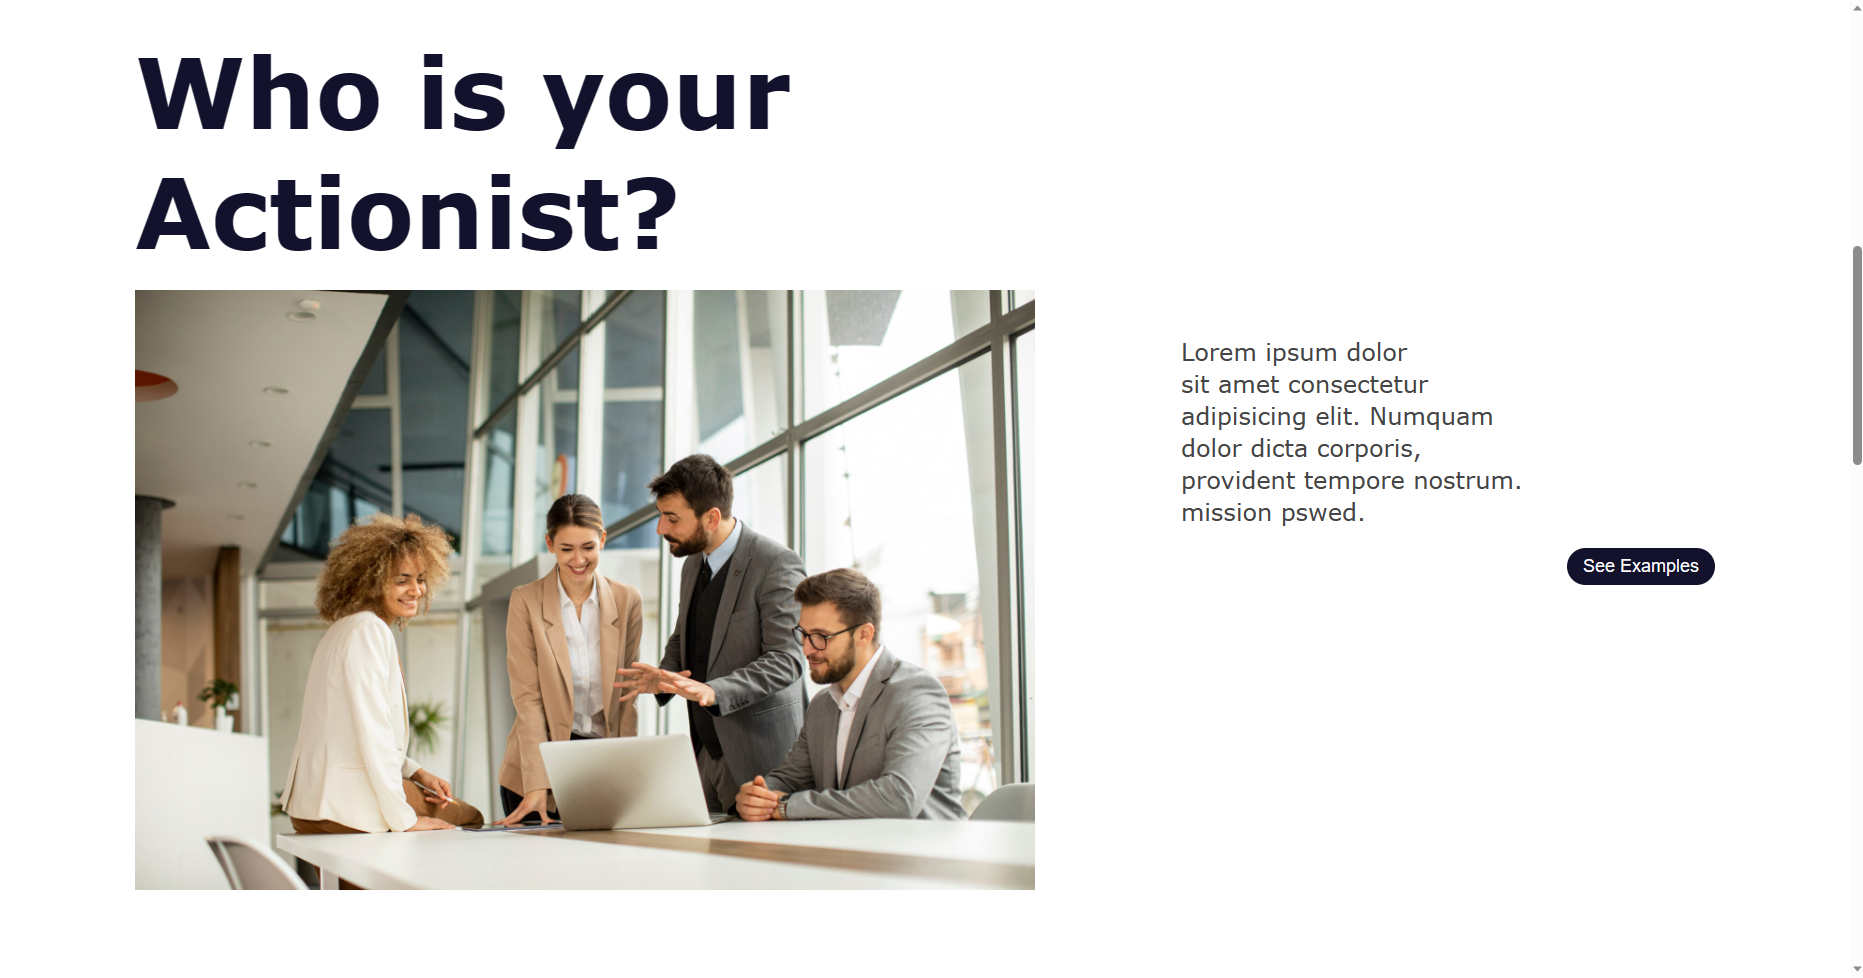 Who is your
Actionist?
Lorem ipsum dolor
sit amet consectetur
adipisicing elit. Numquam
dolor dicta corporis,
provident tempore nostrum.
mission pswed.
See Examples